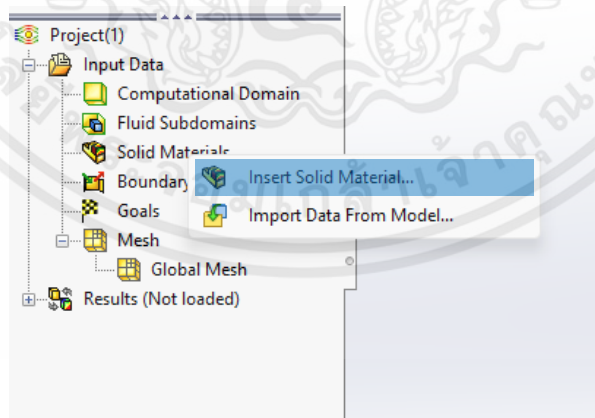 Project(1)
Input Data
Computational Domain
Fluid Subdomains
Solid Materials
Insert Solid Material...
Boundary
Import Data From Model...
Goals
Mesh
Global Mesh
Results (Not loaded)